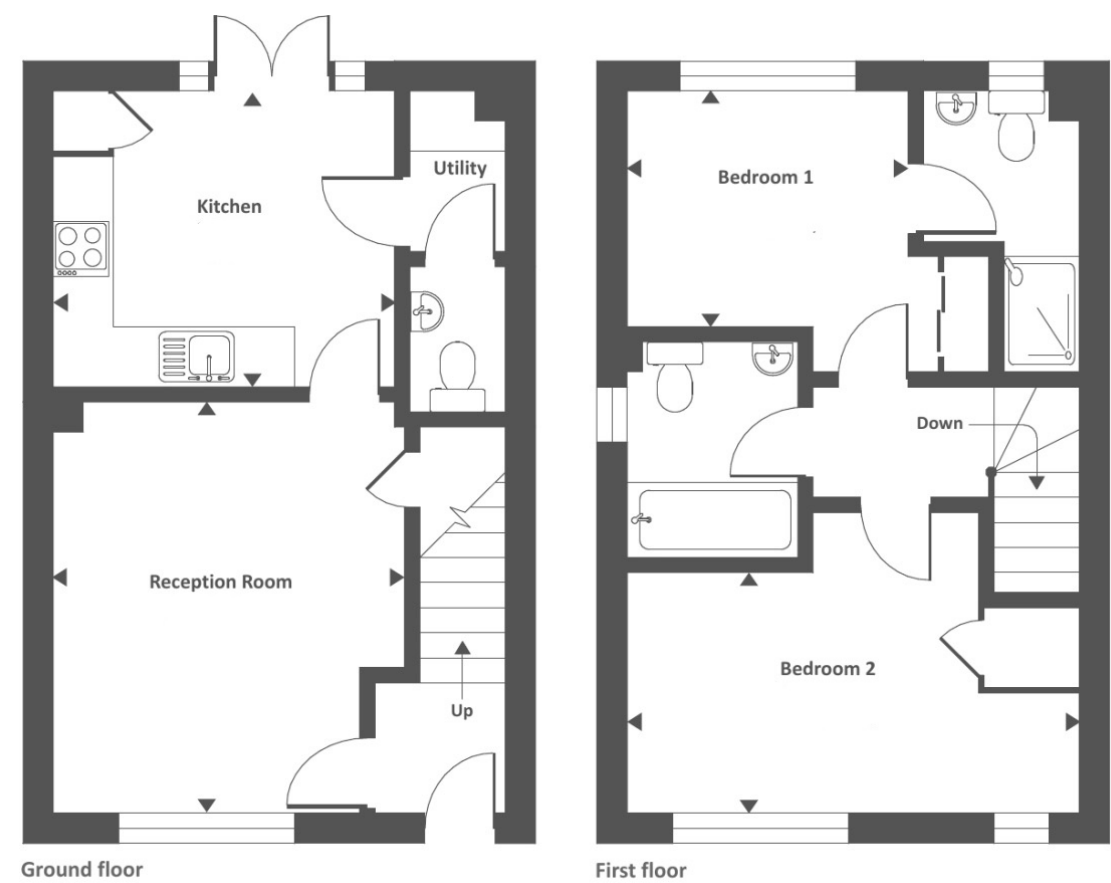 Utility
Kitchen
Reception Room
Up
Ground floor
Bedroom 1
Down
Bedroom 2
First floor